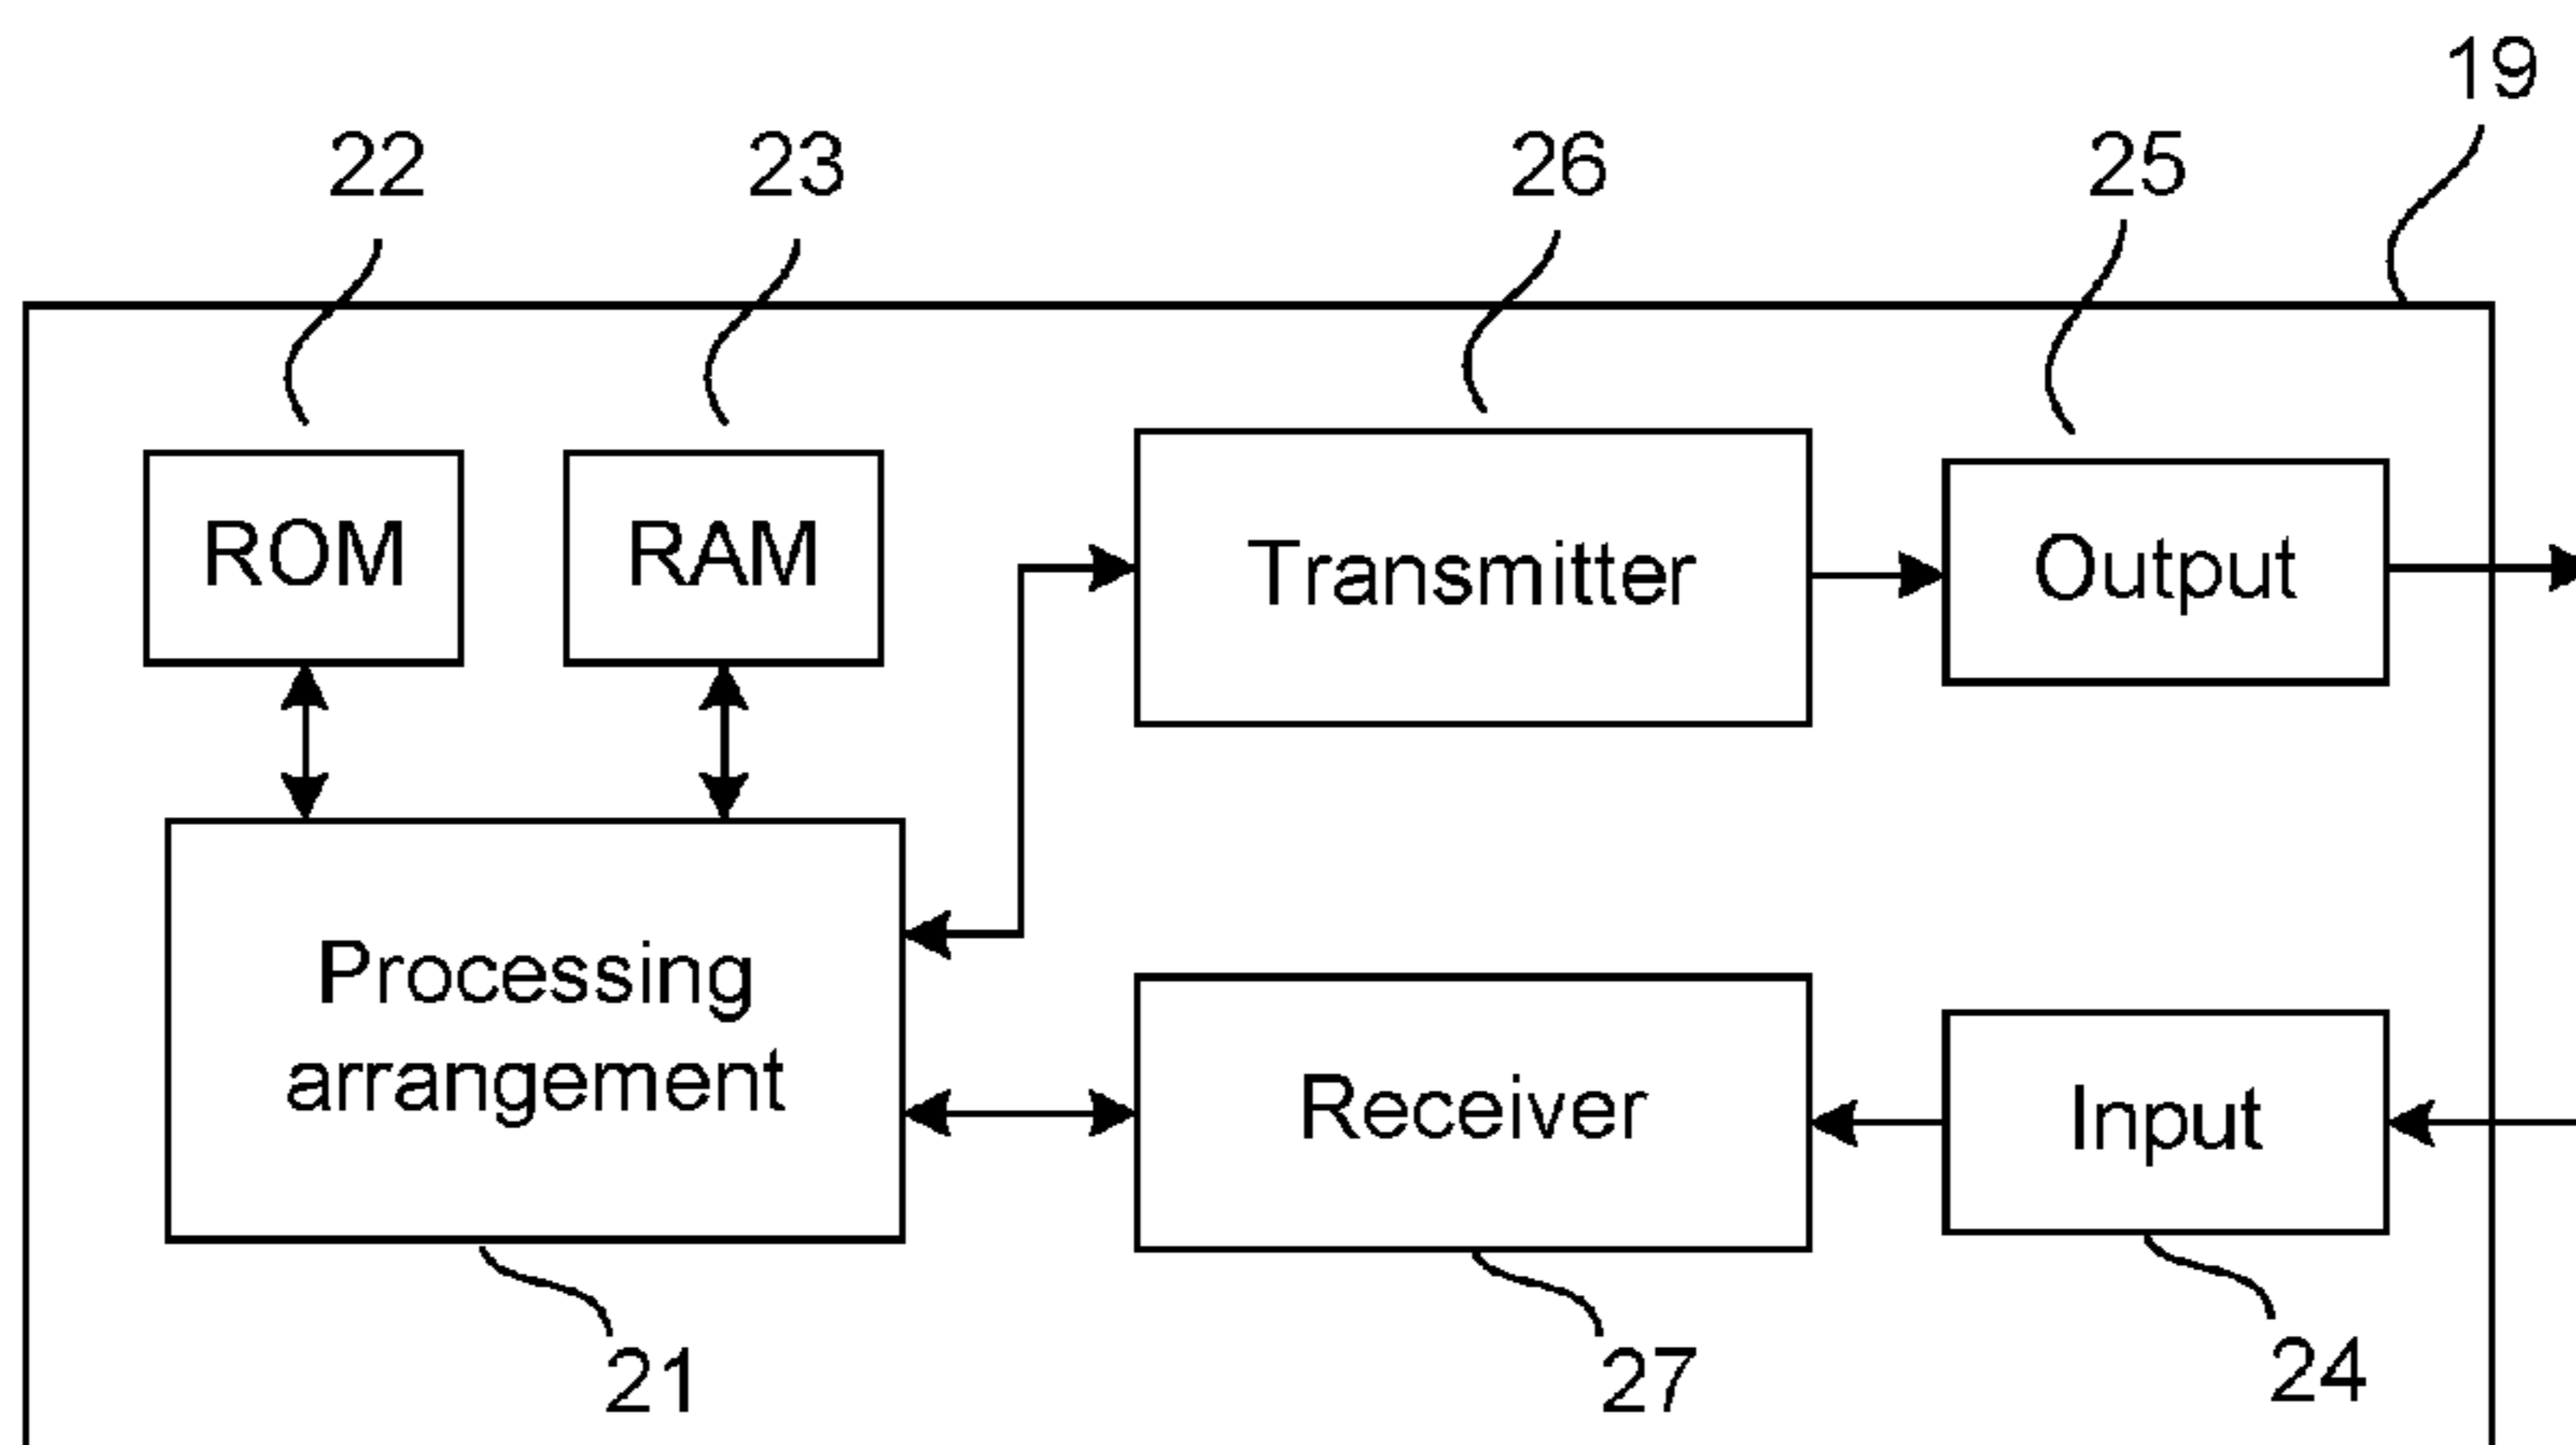 19
22
23
26
25
ROM
RAM
Transmitter
Output
Processing
arrangement
Receiver
Input
21
27
24